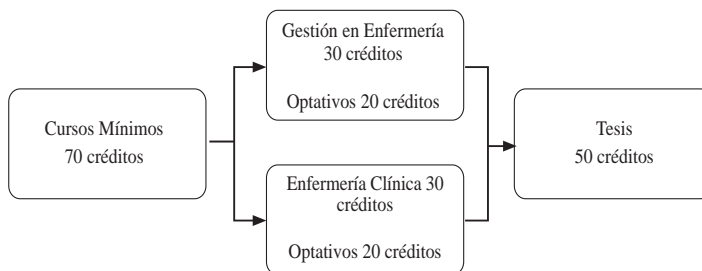 Gestión en Enfermería
30 créditos
Optativos 20 créditos
Cursos Mínimos
70 créditos
Tesis
50 créditos
Enfermería Clínica 30
créditos
Optativos 20 créditos